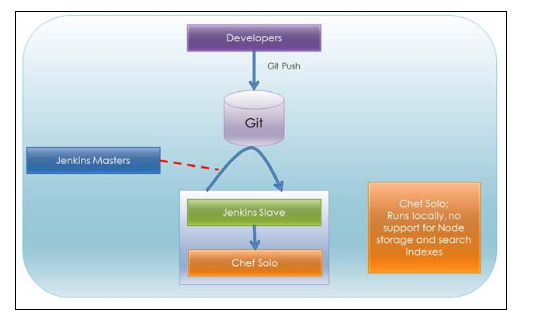 Developers
Git Push
Git
Jenkins Masters
Jenkins Slave
Chef Solo
Chef Solo:
Runs locally, no
support for Node
storage and search
indexes